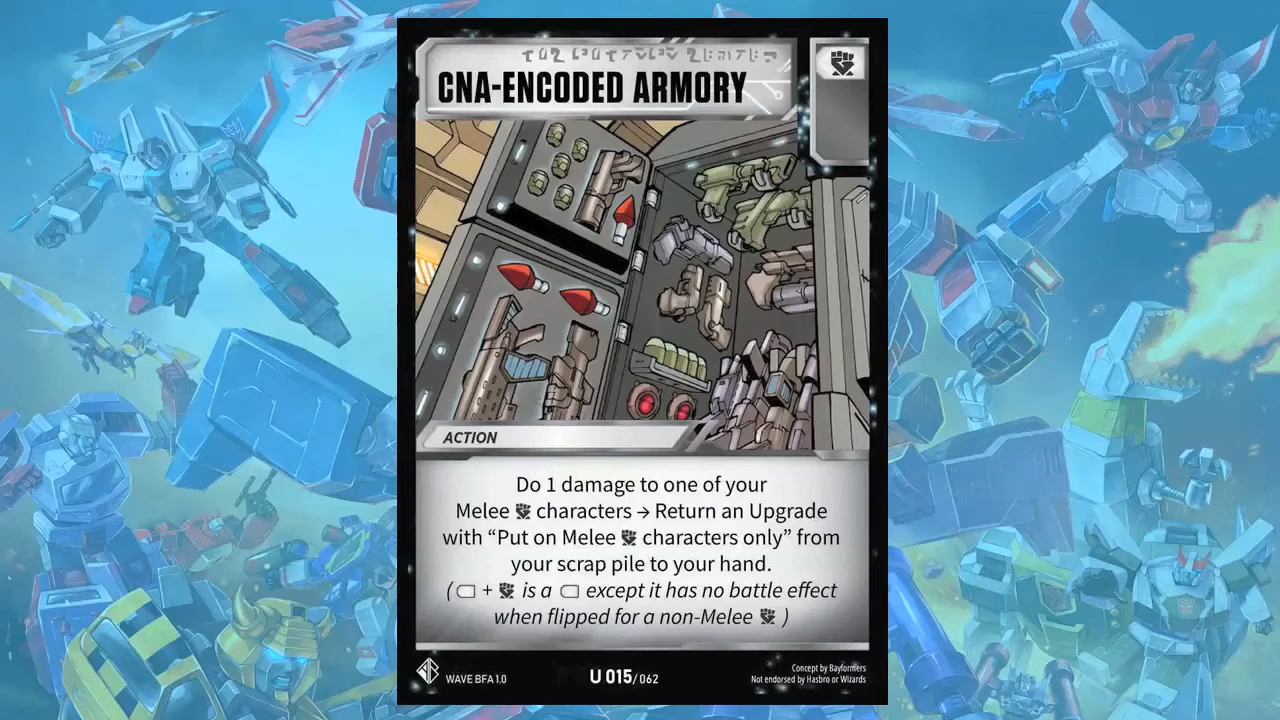 CNA-ENCODED ARMORY
ACTION
Do 1 damage to one of your
Melee characters → Return an Upgrade
with “Put on Melee characters only” from
your scrap pile to your hand.
( + is a except it has no battle effect
when flipped for a non-Melee )
WAVE BFA 1.0
U 015/062
Concept by Bayformers
Not endorsed by Hasbro or Wizards